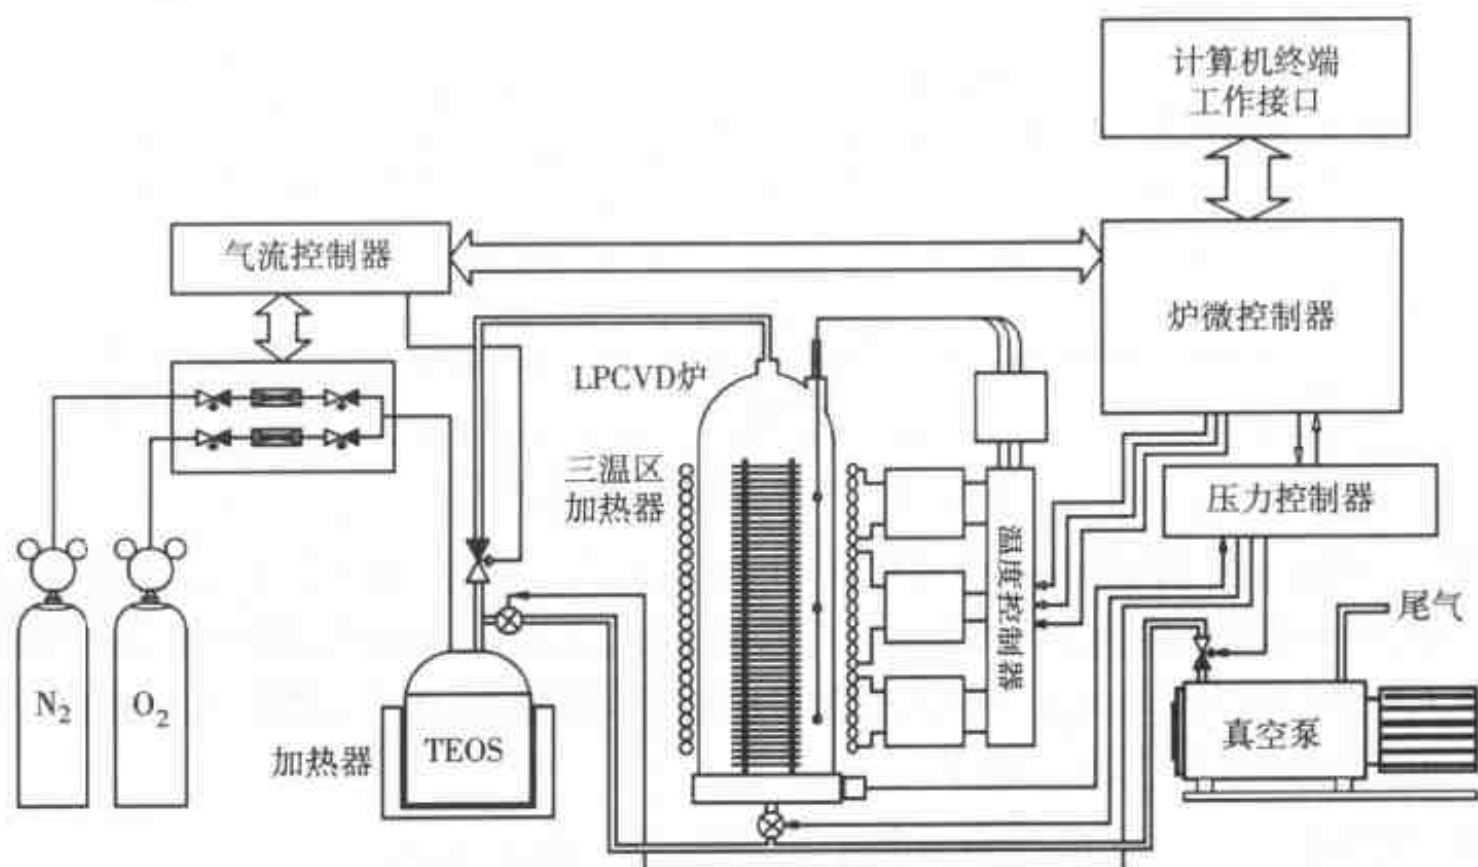 计算机终端
工作接口
气流控制器
炉微控制器
LPCVD炉
三温区
加热器
压力控制器
温度控制器
尾气
N₂
O₂
TEOS
加热器
真空泵